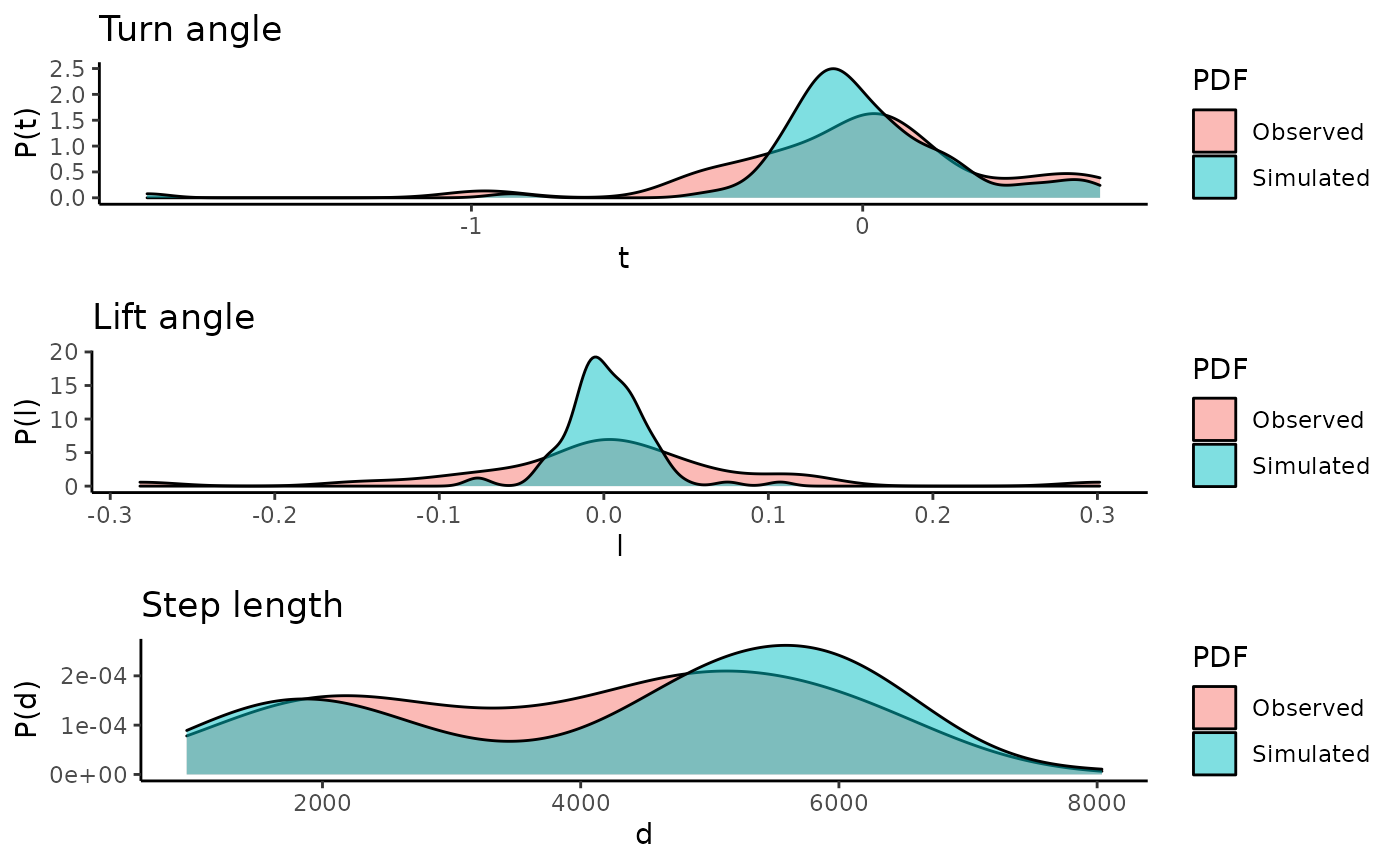 Turn angle
P(t)
2.5
2.0
1.5
1.0
0.5
0.0
-1 0
t
PDF
Observed
Simulated
Lift angle
P(l)
20
15
10
5
0
-0.3 -0.2 -0.1 0.0 0.1 0.2 0.3
l
PDF
Observed
Simulated
Step length
P(d)
2e-04
1e-04
0e+00
2000 4000 6000 8000
d
PDF
Observed
Simulated